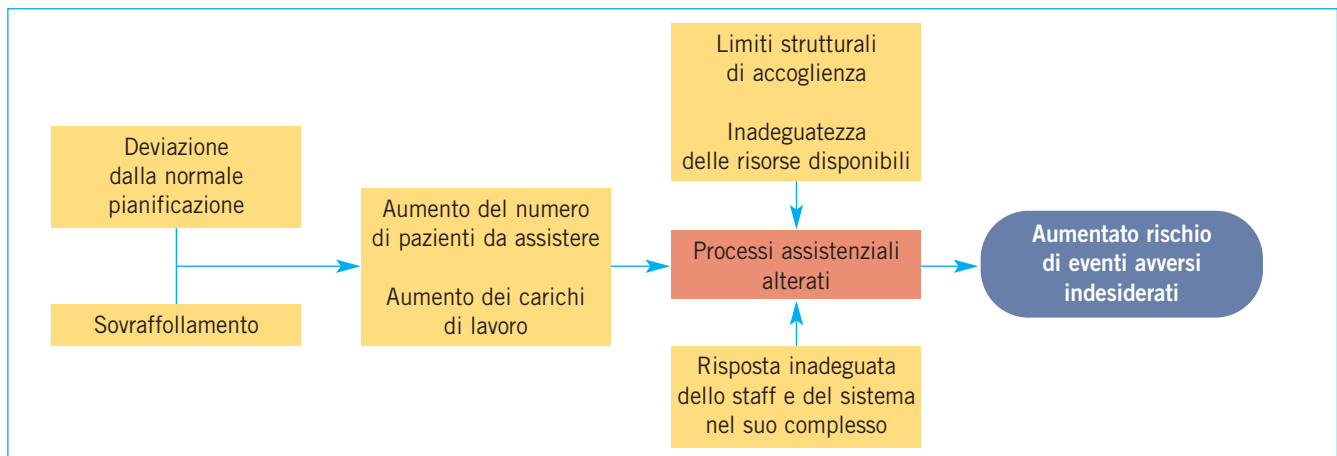 Deviazione
dalla normale
pianificazione
Sovraffollamento
Aumento del numero
di pazienti da assistere
Aumento dei carichi
di lavoro
Limiti strutturali
di accoglienza
Inadeguatezza
delle risorse disponibili
Processi assistenziali
alterati
Risposta inadeguata
dello staff e del sistema
nel suo complesso
Aumentato rischio
di eventi avversi
indesiderati